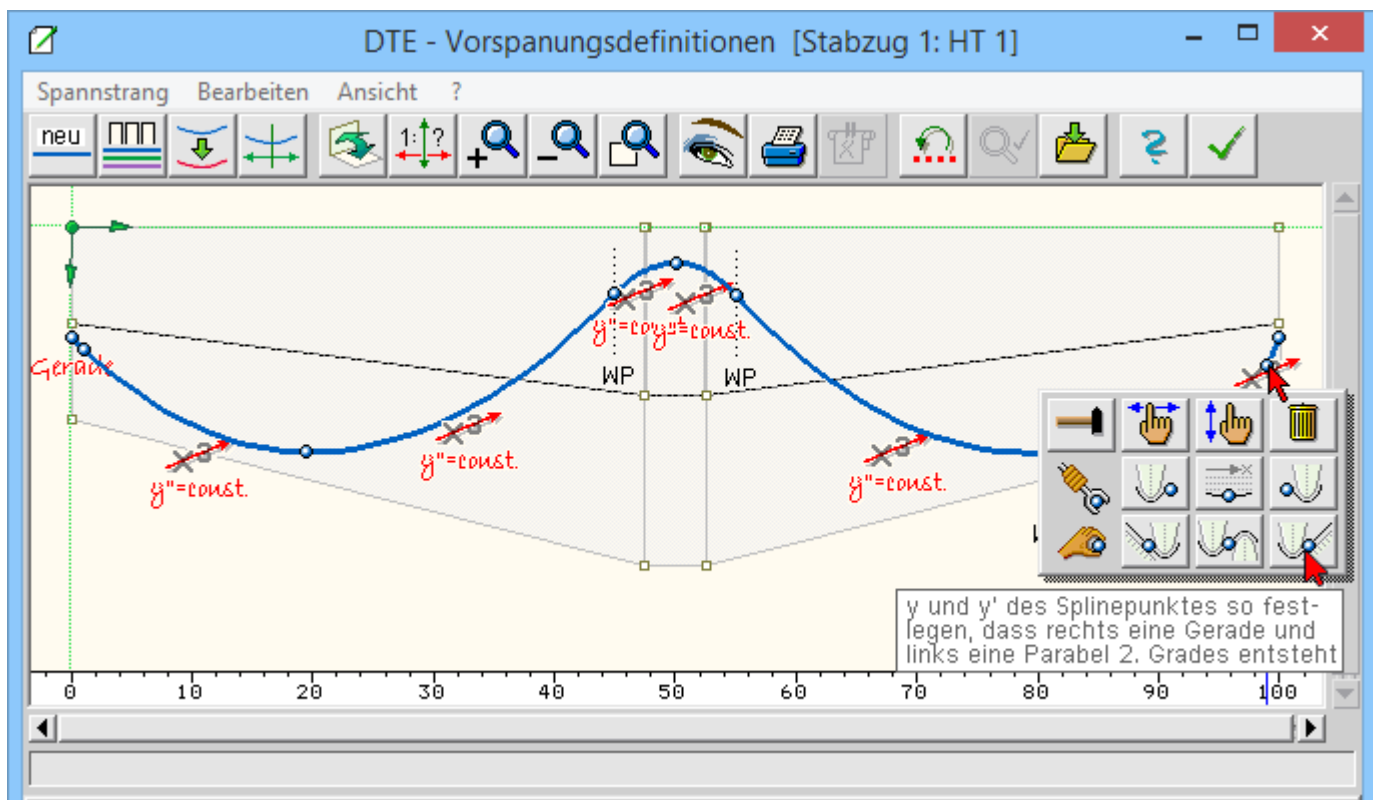 DTE - Vorspanungsdefinitionen [Stabzug 1: HT 1]
Spannstrang Bearbeiten Ansicht ?
neu
1: ?
Gerade
WP WP
y"=const.
y"=const.
y"=const.
y"=const.
y und y' des Splinepunktes so fest-
legen, dass rechts eine Gerade und
links eine Parabel 2. Grades entsteht
0 10 20 30 40 50 60 70 80 90 100